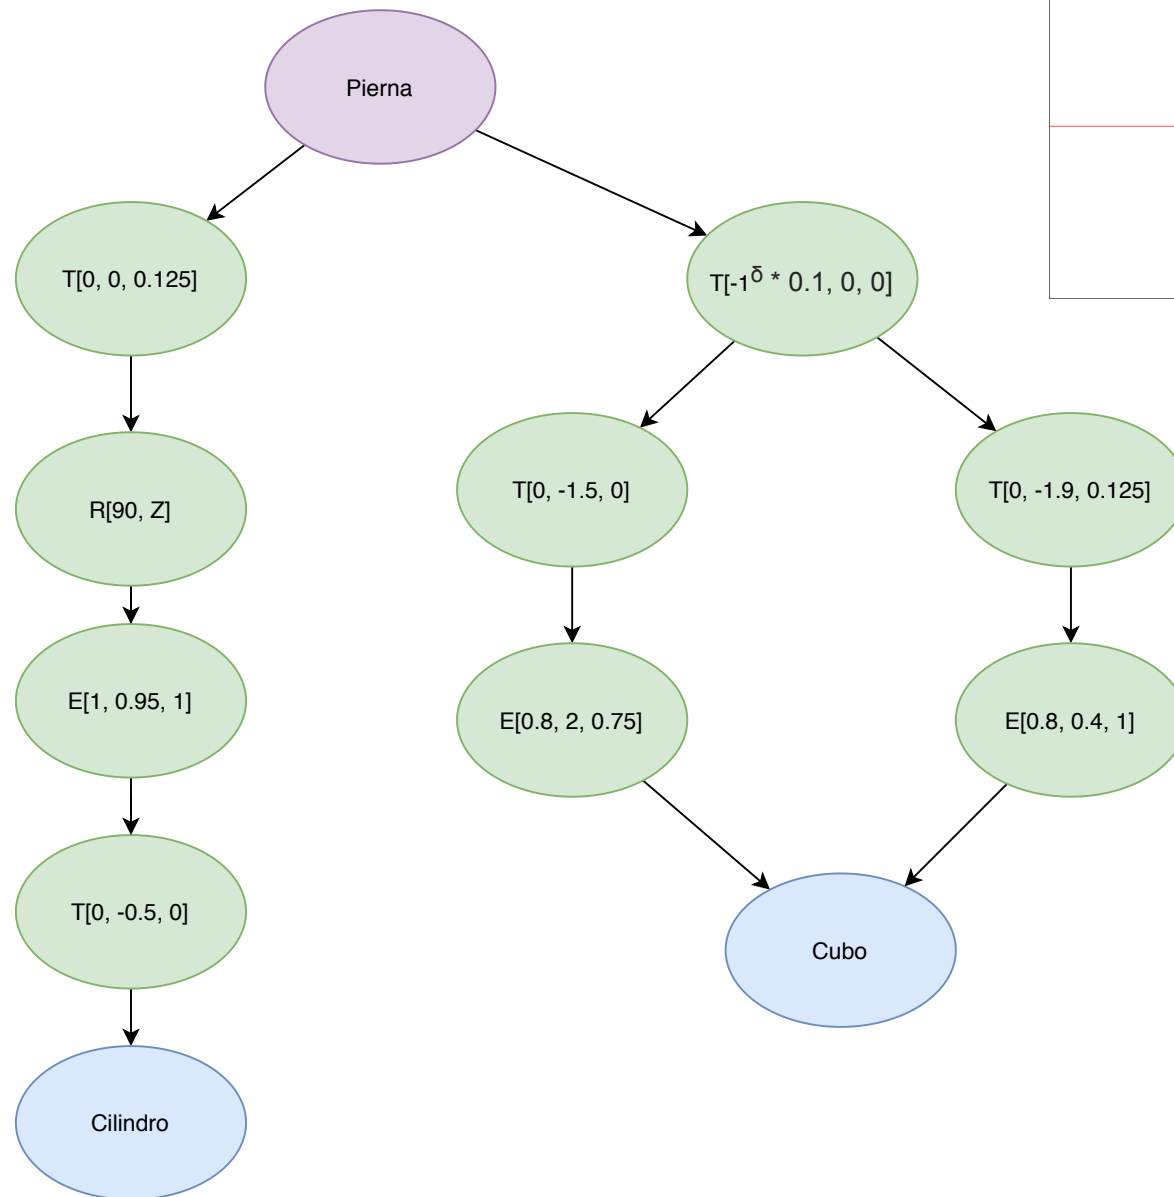 Pierna
T[0, 0, 0.125]
T[-1^δ * 0.1, 0, 0]
R[90, Z]
T[0, -1.5, 0]
T[0, -1.9, 0.125]
E[1, 0.95, 1]
E[0.8, 2, 0.75]
E[0.8, 0.4, 1]
T[0, -0.5, 0]
Cubo
Cilindro